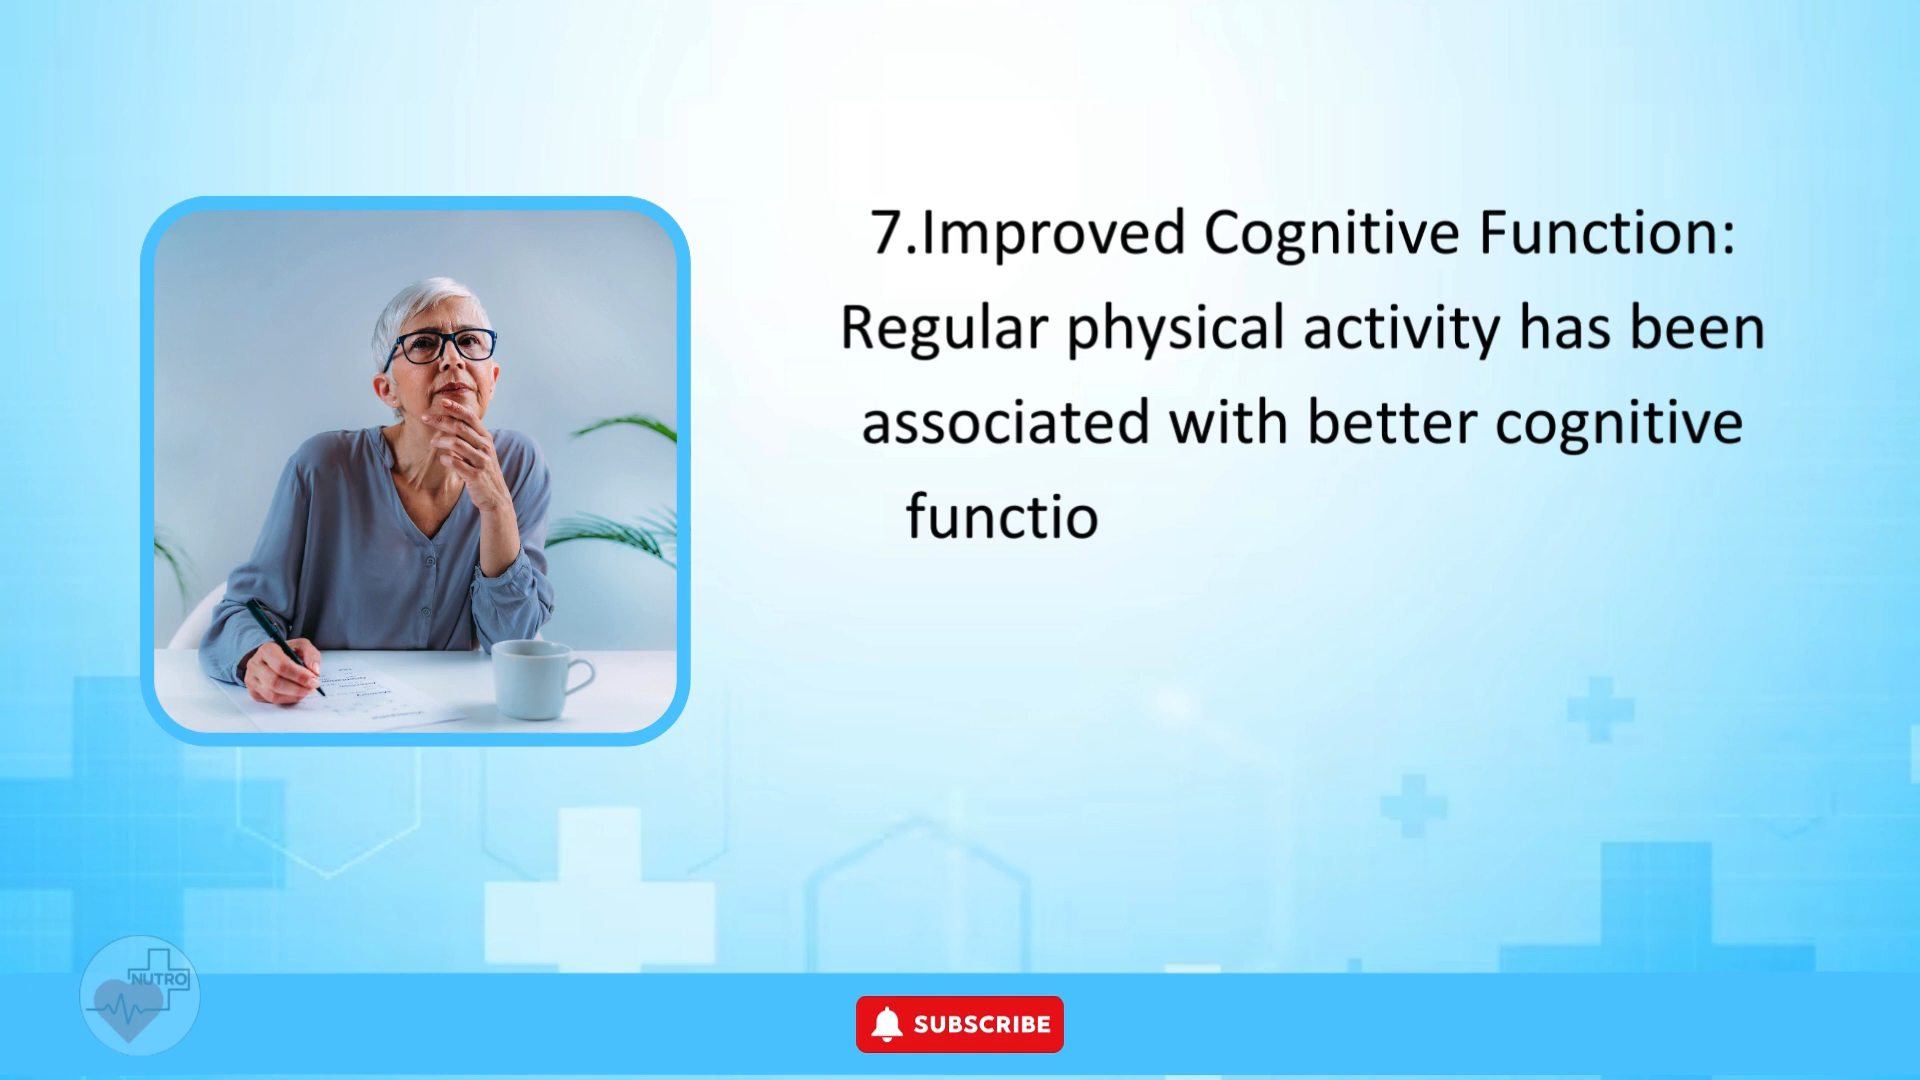 7.Improved Cognitive Function:
Regular physical activity has been
associated with better cognitive
functio
NUTRO
SUBSCRIBE